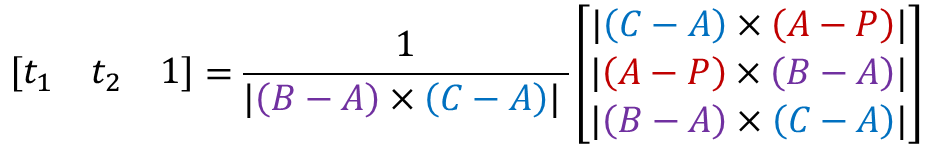 [t₁ t₂ 1] = 1 / |(B − A) × (C − A)| [|(C − A) × (A − P)|
|(A − P) × (B − A)|
|(B − A) × (C − A)|]